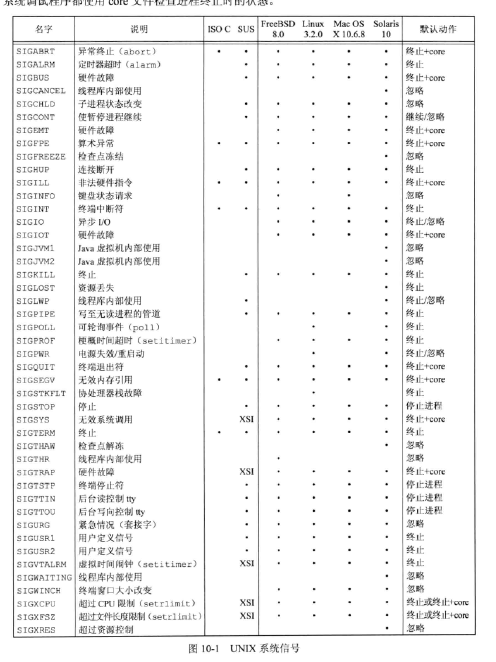 系统调试程序都使用 core 文件检查进程终止时的状态。
名字 说明 ISO C SUS FreeBSD 8.0 Linux 3.2.0 Mac OS X 10.6.8 Solaris 10 默认动作
SIGABRT 异常终止（abort） 终止+core
SIGALRM 定时器超时（alarm） 终止
SIGBUS 硬件故障 终止+core
SIGCANCEL 线程库内部使用 忽略
SIGCHLD 子进程状态改变 忽略
SIGCONT 使暂停进程继续 继续/忽略
SIGEMT 硬件故障 终止+core
SIGFPE 算术异常 终止+core
SIGFREEZE 检查点冻结 忽略
SIGHUP 连接断开 终止
SIGILL 非法硬件指令 终止+core
SIGINFO 键盘状态请求 忽略
SIGINT 终端中断符 终止
SIGIO 异步 I/O 终止/忽略
SIGIOT 硬件故障 终止+core
SIGJVM1 Java 虚拟机内部使用 忽略
SIGJVM2 Java 虚拟机内部使用 忽略
SIGKILL 终止 终止
SIGLOST 资源丢失 终止
SIGLWP 线程库内部使用 终止/忽略
SIGPIPE 写至无读进程的管道 终止
SIGPOLL 可轮询事件（poll） 终止
SIGPROF 梗概时间超时（setitimer） 终止
SIGPWR 电源失效/重启动 终止/忽略
SIGQUIT 终端退出符 终止+core
SIGSEGV 无效内存引用 终止+core
SIGSTKFLT 协处理器栈故障 终止
SIGSTOP 停止 停止进程
SIGSYS 无效系统调用 XSI 终止+core
SIGTERM 终止 终止
SIGTHAW 检查点解冻 忽略
SIGTHR 线程库内部使用 忽略
SIGTRAP 硬件故障 XSI 终止+core
SIGTSTP 终端停止符 停止进程
SIGTTIN 后台读控制 tty 停止进程
SIGTTOU 后台写向控制 tty 停止进程
SIGURG 紧急情况（套接字） 忽略
SIGUSR1 用户定义信号 终止
SIGUSR2 用户定义信号 终止
SIGVTALRM 虚拟时间闹钟（setitimer） XSI 终止
SIGWAITING 线程库内部使用 忽略
SIGWINCH 终端窗口大小改变 忽略
SIGXCPU 超过 CPU 限制（setrlimit） XSI 终止或终止+core
SIGXFSZ 超过文件长度限制（setrlimit） XSI 终止或终止+core
SIGXRES 超过资源控制 忽略
图 10-1 UNIX 系统信号